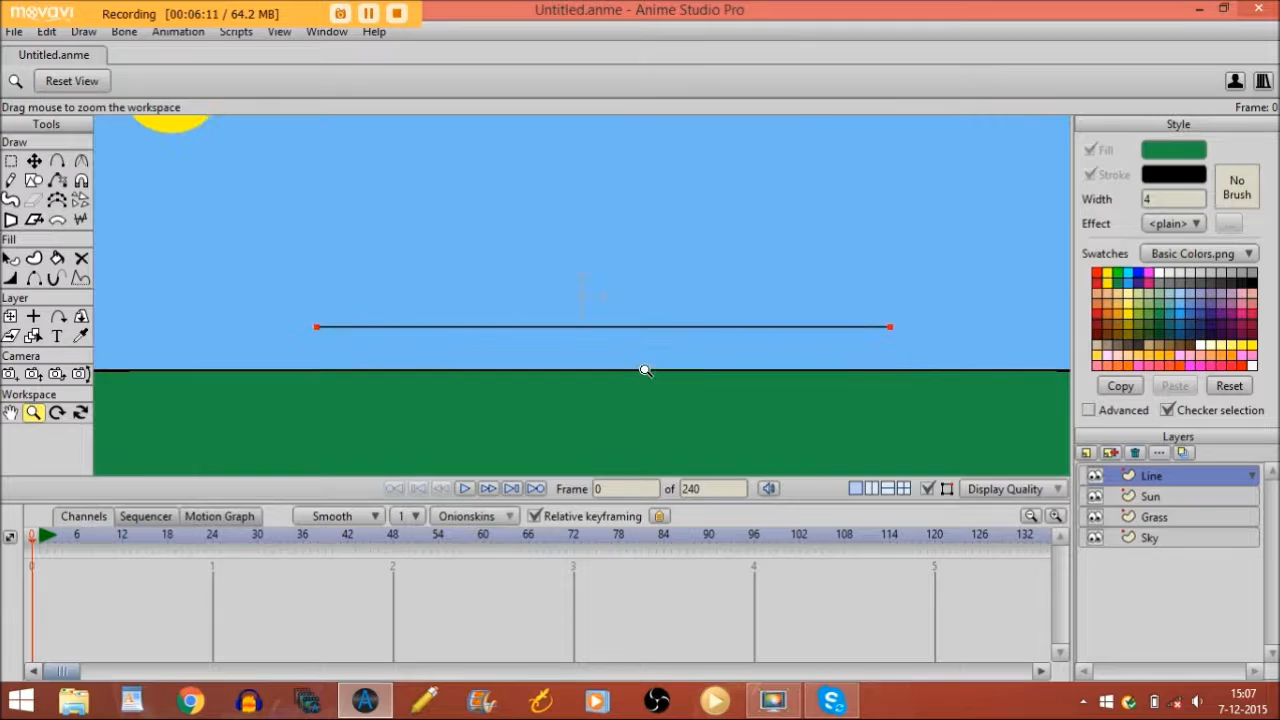 movavi Recording [00:06:11 / 64.2 MB] Untitled.anme - Anime Studio Pro
File Edit Draw Bone Animation Scripts View Window Help
Untitled.anme
Reset View
Drag mouse to zoom the workspace Frame: 0
Tools Style
Draw
Fill
Stroke
Width 4
No Brush
Effect <plain>
Fill
Swatches Basic Colors.png
Layer
Camera
Copy Paste Reset
Workspace
Advanced Checker selection
Layers
Line
Sun
Grass
Sky
Frame 0 of 240 Display Quality
Channels Sequencer Motion Graph Smooth 1 Onionskins Relative keyframing
0 6 12 18 24 30 36 42 48 54 60 66 72 78 84 90 96 102 108 114 120 126 132
0 1 2 3 4 5
15:07
7-12-2015